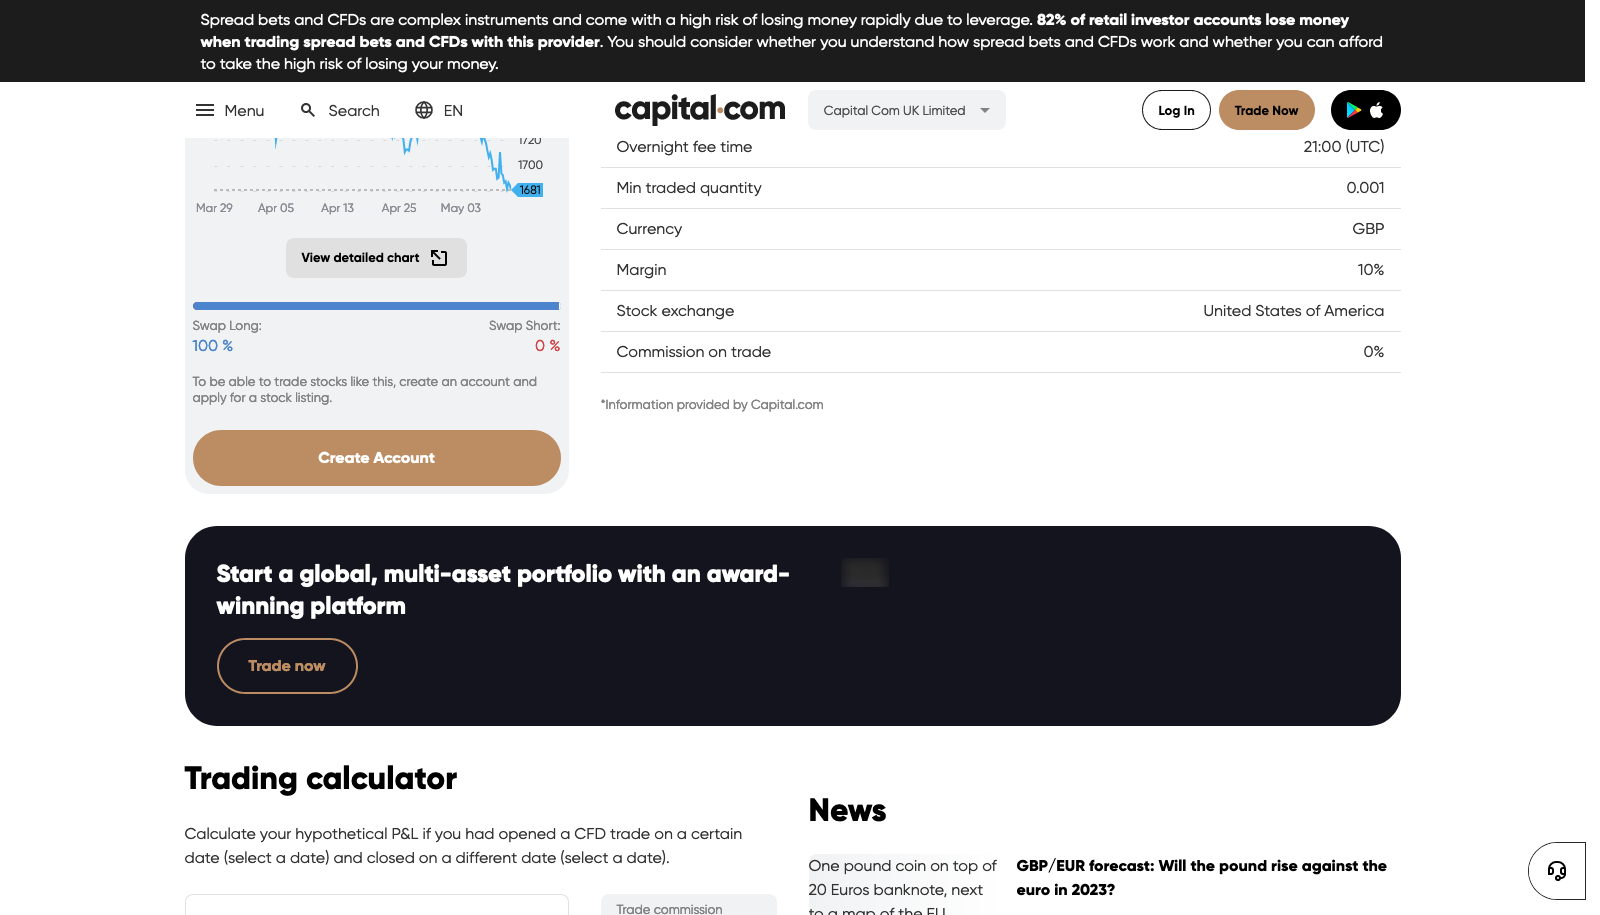 Spread bets and CFDs are complex instruments and come with a high risk of losing money rapidly due to leverage. 82% of retail investor accounts lose money
when trading spread bets and CFDs with this provider. You should consider whether you understand how spread bets and CFDs work and whether you can afford
to take the high risk of losing your money.
Menu
Search
EN
capital.com
Capital Com UK Limited
Log In
Trade Now
1720
1700
1681
Mar 29
Apr 05
Apr 13
Apr 25
May 03
View detailed chart
Swap Long:
Swap Short:
100 %
0 %
To be able to trade stocks like this, create an account and
apply for a stock listing.
Create Account
Overnight fee time
21:00 (UTC)
Min traded quantity
0.001
Currency
GBP
Margin
10%
Stock exchange
United States of America
Commission on trade
0%
*Information provided by Capital.com
Start a global, multi-asset portfolio with an award-
winning platform
Trade now
Trading calculator
Calculate your hypothetical P&L if you had opened a CFD trade on a certain
date (select a date) and closed on a different date (select a date).
Trade commission
News
One pound coin on top of
20 Euros banknote, next
to a map of the EU
GBP/EUR forecast: Will the pound rise against the
euro in 2023?